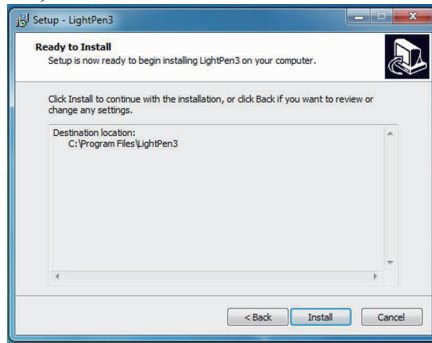 Setup - LightPen3
Ready to Install
Setup is now ready to begin installing LightPen3 on your computer.
Click Install to continue with the installation, or click Back if you want to review or
change any settings.
Destination location:
C:\Program Files\LightPen3
< Back Install Cancel